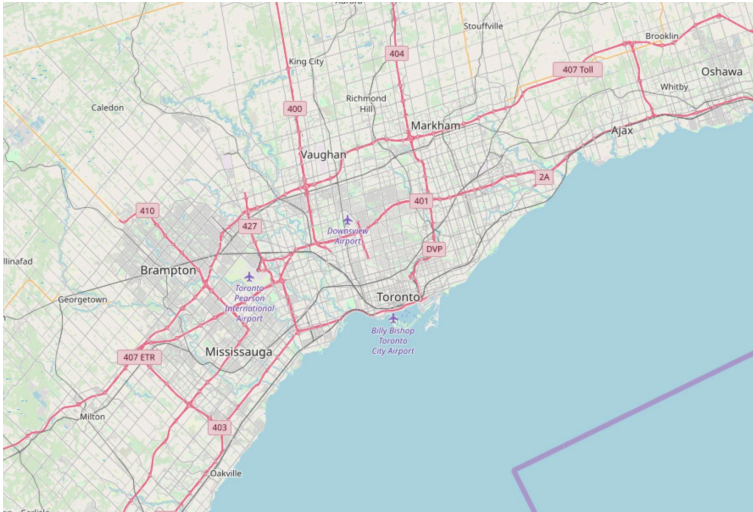 Stouffville
Brooklin
404
King City
407 Toll
Oshawa
Whitby
Caledon
400
Richmond
Hill
Markham
Ajax
Vaughan
2A
401
410
427
Downsview
Airport
DVP
Brampton
Toronto
Pearson
International
Airport
Toronto
Georgetown
Billy Bishop
Toronto
City Airport
407 ETR
Mississauga
Milton
403
Oakville